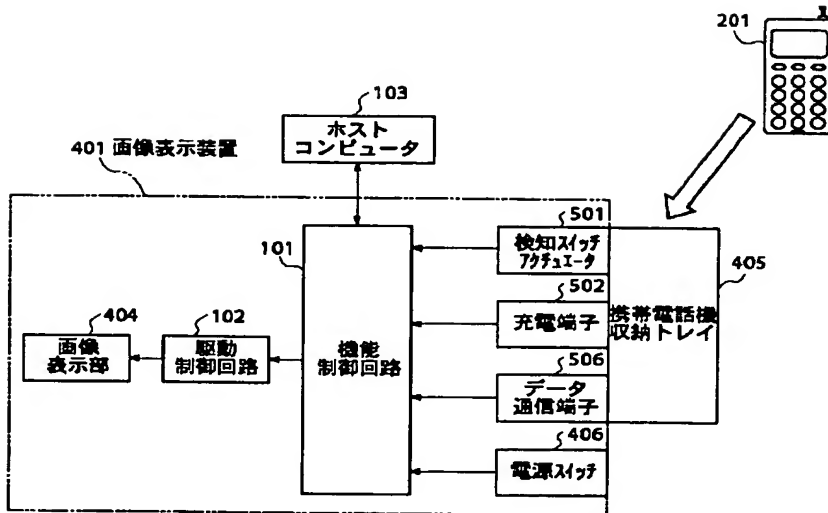 201
103
ホスト
コンピュータ
401 画像表示装置
501
検知スイッチ
アクチュエータ
101
405
502
充電端子
携帯電話機
収納トレイ
404
画像
表示部
102
駆動
制御回路
機能
制御回路
506
データ
通信端子
406
電源スイッチ